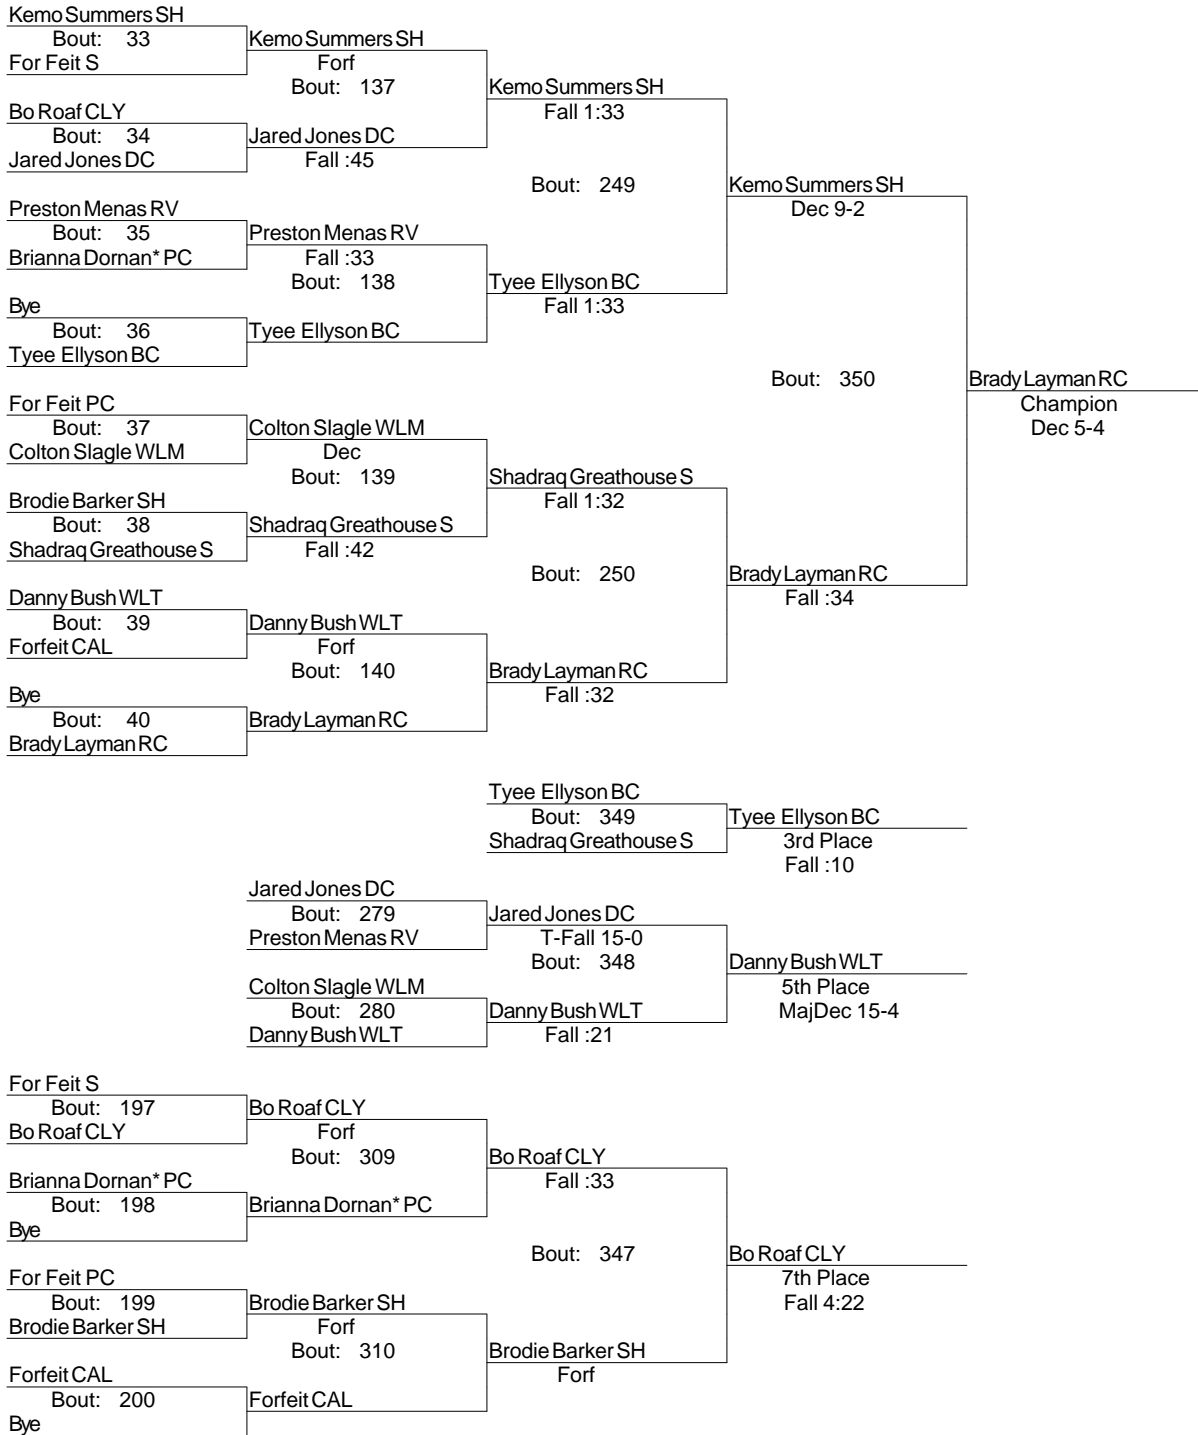 Kemo Summers SH
Bout: 33
For Feit S
Kemo Summers SH
Forf
Bout: 137
Bo Roaf CLY
Bout: 34
Jared Jones DC
Jared Jones DC
Fall :45
Kemo Summers SH
Fall 1:33
Bout: 249
Preston Menas RV
Bout: 35
Brianna Dornan* PC
Preston Menas RV
Fall :33
Bout: 138
Bye
Bout: 36
Tyee Ellyson BC
Tyee Ellyson BC
Tyee Ellyson BC
Fall 1:33
Kemo Summers SH
Dec 9-2
Bout: 350
For Feit PC
Bout: 37
Colton Slagle WLM
Colton Slagle WLM
Dec
Bout: 139
Brodie Barker SH
Bout: 38
Shadraq Greathouse S
Shadraq Greathouse S
Fall :42
Shadraq Greathouse S
Fall 1:32
Bout: 250
Danny Bush WLT
Bout: 39
Forfeit CAL
Danny Bush WLT
Forf
Bout: 140
Bye
Bout: 40
Brady Layman RC
Brady Layman RC
Brady Layman RC
Fall :32
Brady Layman RC
Fall :34
Brady Layman RC
Champion
Dec 5-4
Tyee Ellyson BC
Bout: 349
Shadraq Greathouse S
Tyee Ellyson BC
3rd Place
Fall :10
Jared Jones DC
Bout: 279
Preston Menas RV
Jared Jones DC
T-Fall 15-0
Bout: 348
Colton Slagle WLM
Bout: 280
Danny Bush WLT
Danny Bush WLT
Fall :21
Danny Bush WLT
5th Place
MajDec 15-4
For Feit S
Bout: 197
Bo Roaf CLY
Bo Roaf CLY
Forf
Bout: 309
Brianna Dornan* PC
Bout: 198
Bye
Brianna Dornan* PC
Bo Roaf CLY
Fall :33
Bout: 347
For Feit PC
Bout: 199
Brodie Barker SH
Brodie Barker SH
Forf
Bout: 310
Forfeit CAL
Bout: 200
Bye
Forfeit CAL
Brodie Barker SH
Forf
Bo Roaf CLY
7th Place
Fall 4:22